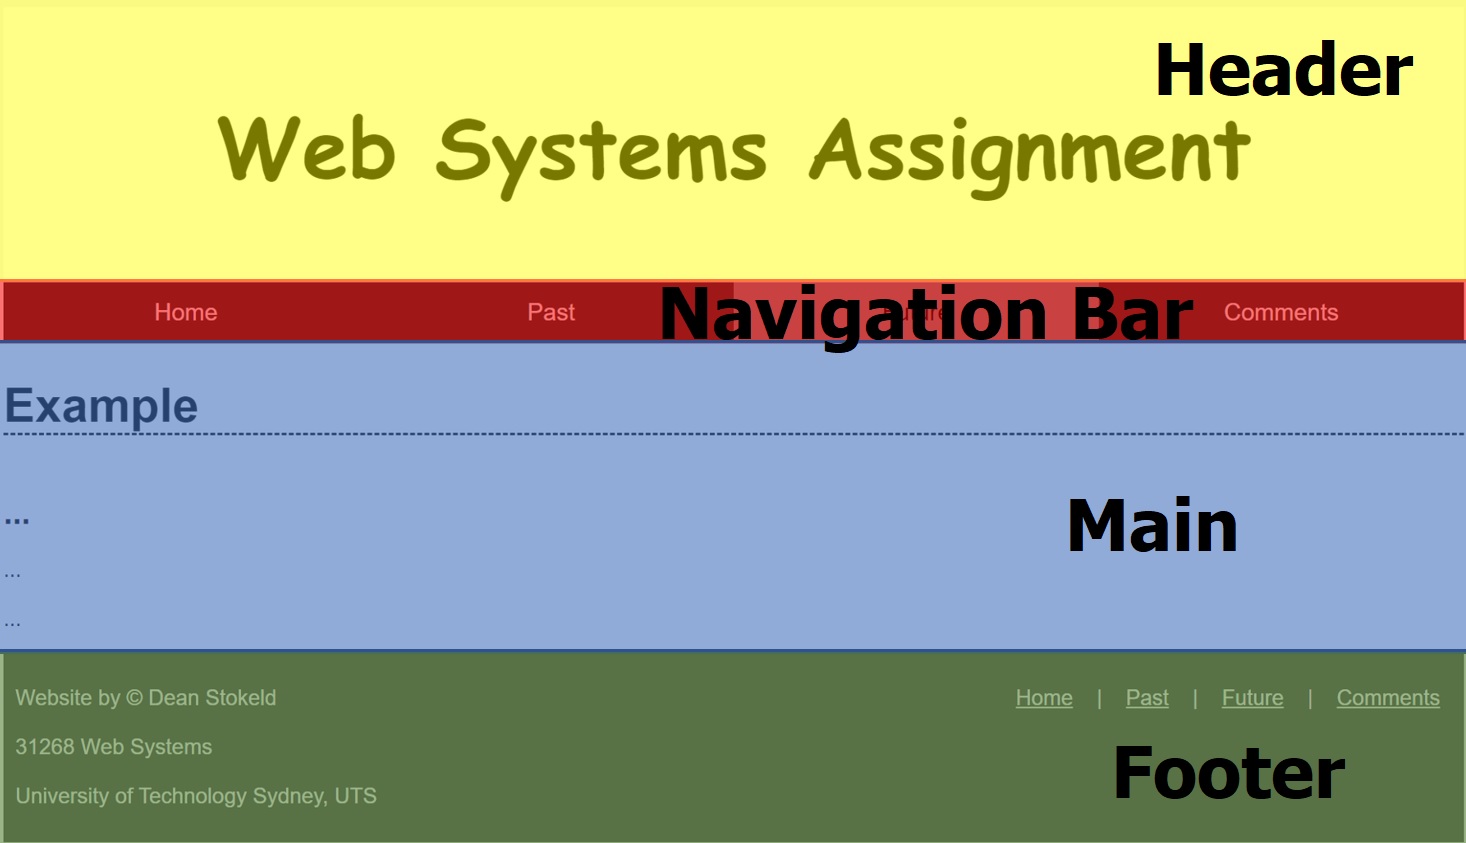 Header
Web Systems Assignment
Home Past Future Comments
Navigation Bar
Example
...
Main
...
...
Website by © Dean Stokeld Home | Past | Future | Comments
31268 Web Systems
Footer
University of Technology Sydney, UTS